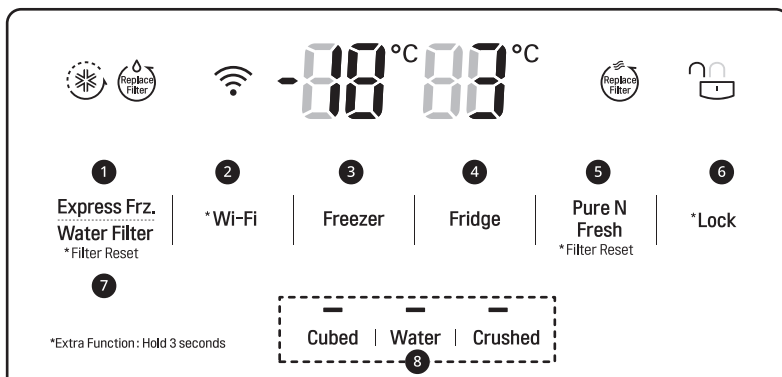 Replace
Filter
-18 °C 3 °C
Replace
Filter
1 2 3 4 5 6
Express Frz.
Water Filter
*Filter Reset
*Wi-Fi
Freezer
Fridge
Pure N
Fresh
*Filter Reset
*Lock
7
*Extra Function: Hold 3 seconds
Cubed | Water | Crushed
8